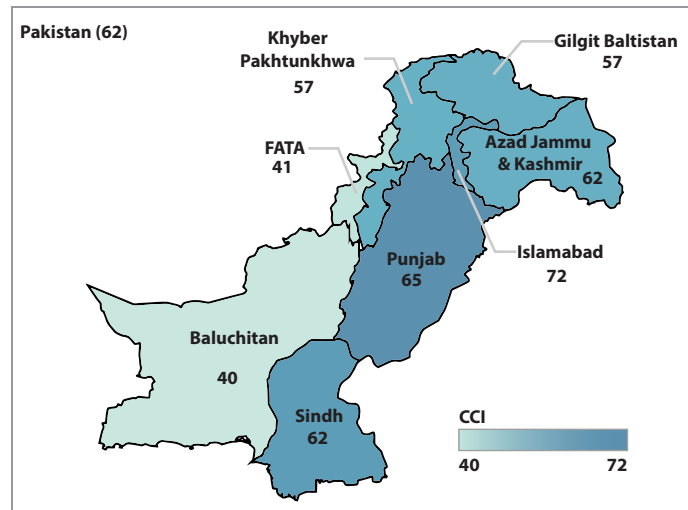 Pakistan (62)
Khyber
Pakhtunkhwa
57
Gilgit Baltistan
57
FATA
41
Azad Jammu
& Kashmir
62
Islamabad
72
Punjab
65
Baluchitan
40
Sindh
62
CCI
40 72